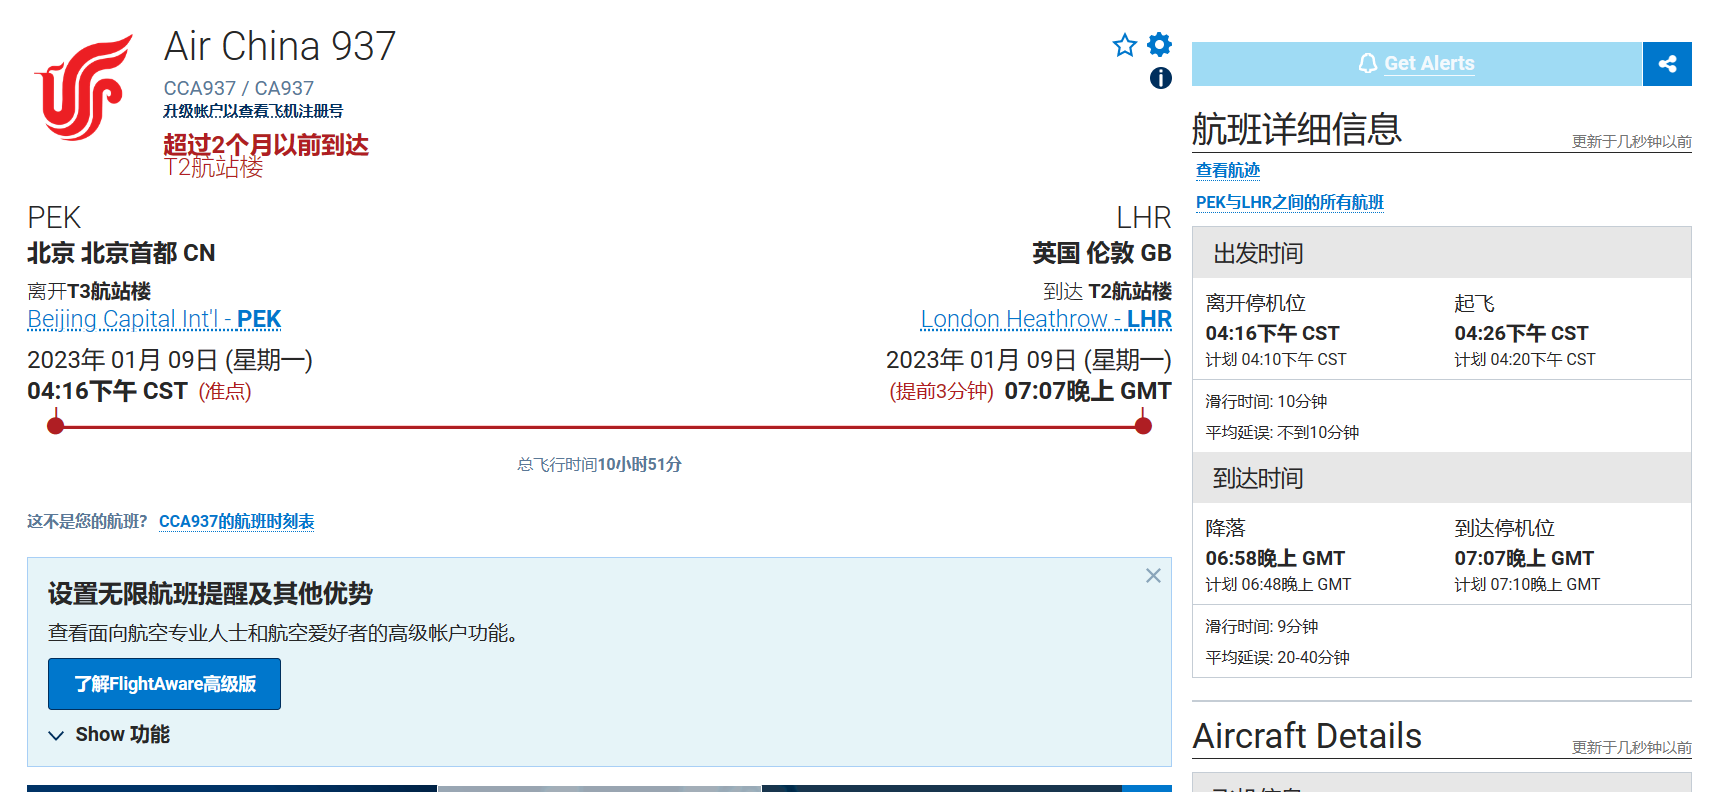 Air China 937
CCA937 / CA937
升级帐户以查看飞机注册号
超过2个月以前到达
T2航站楼
PEK
北京 北京首都 CN
离开T3航站楼
Beijing Capital Int'l - PEK
2023年 01月 09日 (星期一)
04:16下午 CST (准点)
LHR
英国 伦敦 GB
到达 T2航站楼
London Heathrow - LHR
2023年 01月 09日 (星期一)
(提前3分钟) 07:07晚上 GMT
总飞行时间10小时51分
这不是您的航班? CCA937的航班时刻表
设置无限航班提醒及其他优势
查看面向航空专业人士和航空爱好者的高级帐户功能。
了解FlightAware高级版
Show 功能
Get Alerts
航班详细信息
更新于几秒钟以前
查看航迹
PEK与LHR之间的所有航班
出发时间
离开停机位 起飞
04:16下午 CST 04:26下午 CST
计划 04:10下午 CST 计划 04:20下午 CST
滑行时间: 10分钟
平均延误: 不到10分钟
到达时间
降落 到达停机位
06:58晚上 GMT 07:07晚上 GMT
计划 06:48晚上 GMT 计划 07:10晚上 GMT
滑行时间: 9分钟
平均延误: 20-40分钟
Aircraft Details
更新于几秒钟以前